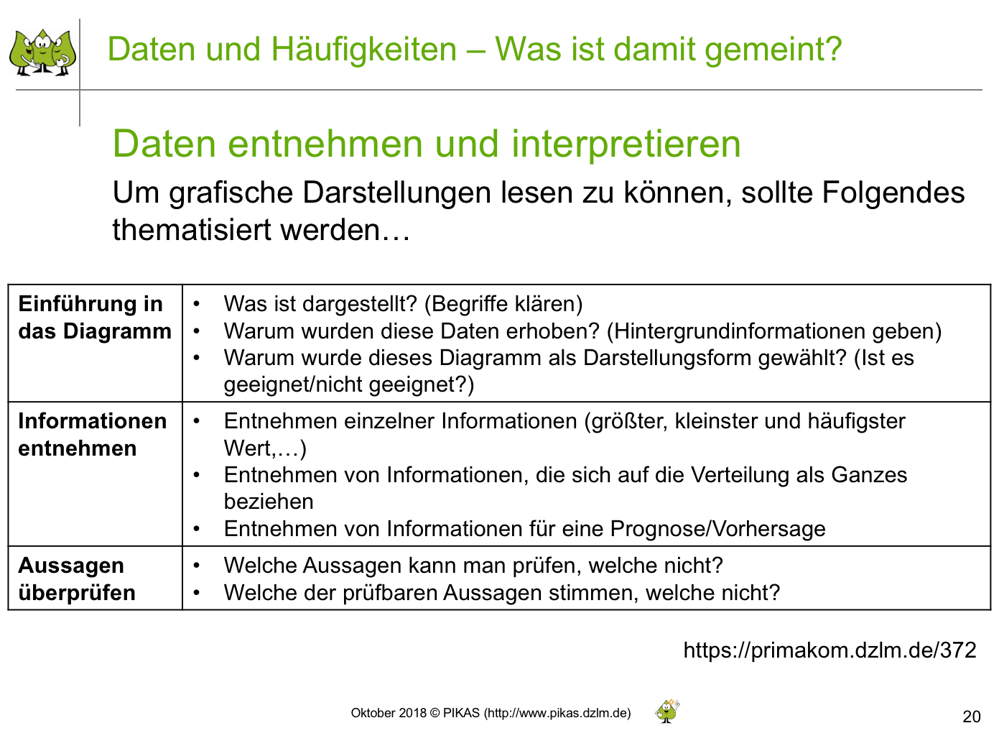 Daten und Häufigkeiten – Was ist damit gemeint?
Daten entnehmen und interpretieren
Um grafische Darstellungen lesen zu können, sollte Folgendes
thematisiert werden…
Einführung in
das Diagramm
• Was ist dargestellt? (Begriffe klären)
• Warum wurden diese Daten erhoben? (Hintergrundinformationen geben)
• Warum wurde dieses Diagramm als Darstellungsform gewählt? (Ist es
geeignet/nicht geeignet?)
Informationen
entnehmen
• Entnehmen einzelner Informationen (größter, kleinster und häufigster
Wert,…)
• Entnehmen von Informationen, die sich auf die Verteilung als Ganzes
beziehen
• Entnehmen von Informationen für eine Prognose/Vorhersage
Aussagen
überprüfen
• Welche Aussagen kann man prüfen, welche nicht?
• Welche der prüfbaren Aussagen stimmen, welche nicht?
https://primakom.dzlm.de/372
Oktober 2018 © PIKAS (http://www.pikas.dzlm.de)
20